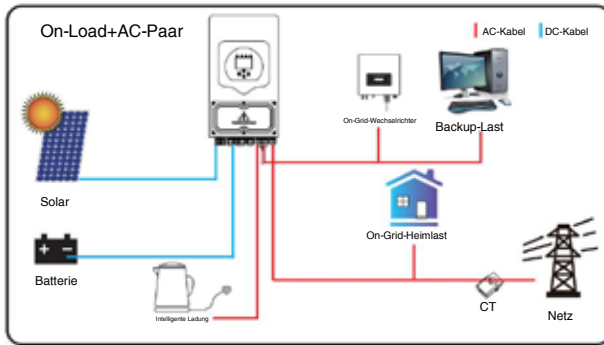 On-Load+AC-Paar
AC-Kabel
DC-Kabel
On-Grid-Wechselrichter
Backup-Last
Solar
On-Grid-Heimlast
Batterie
Intelligente Ladung
CT
Netz